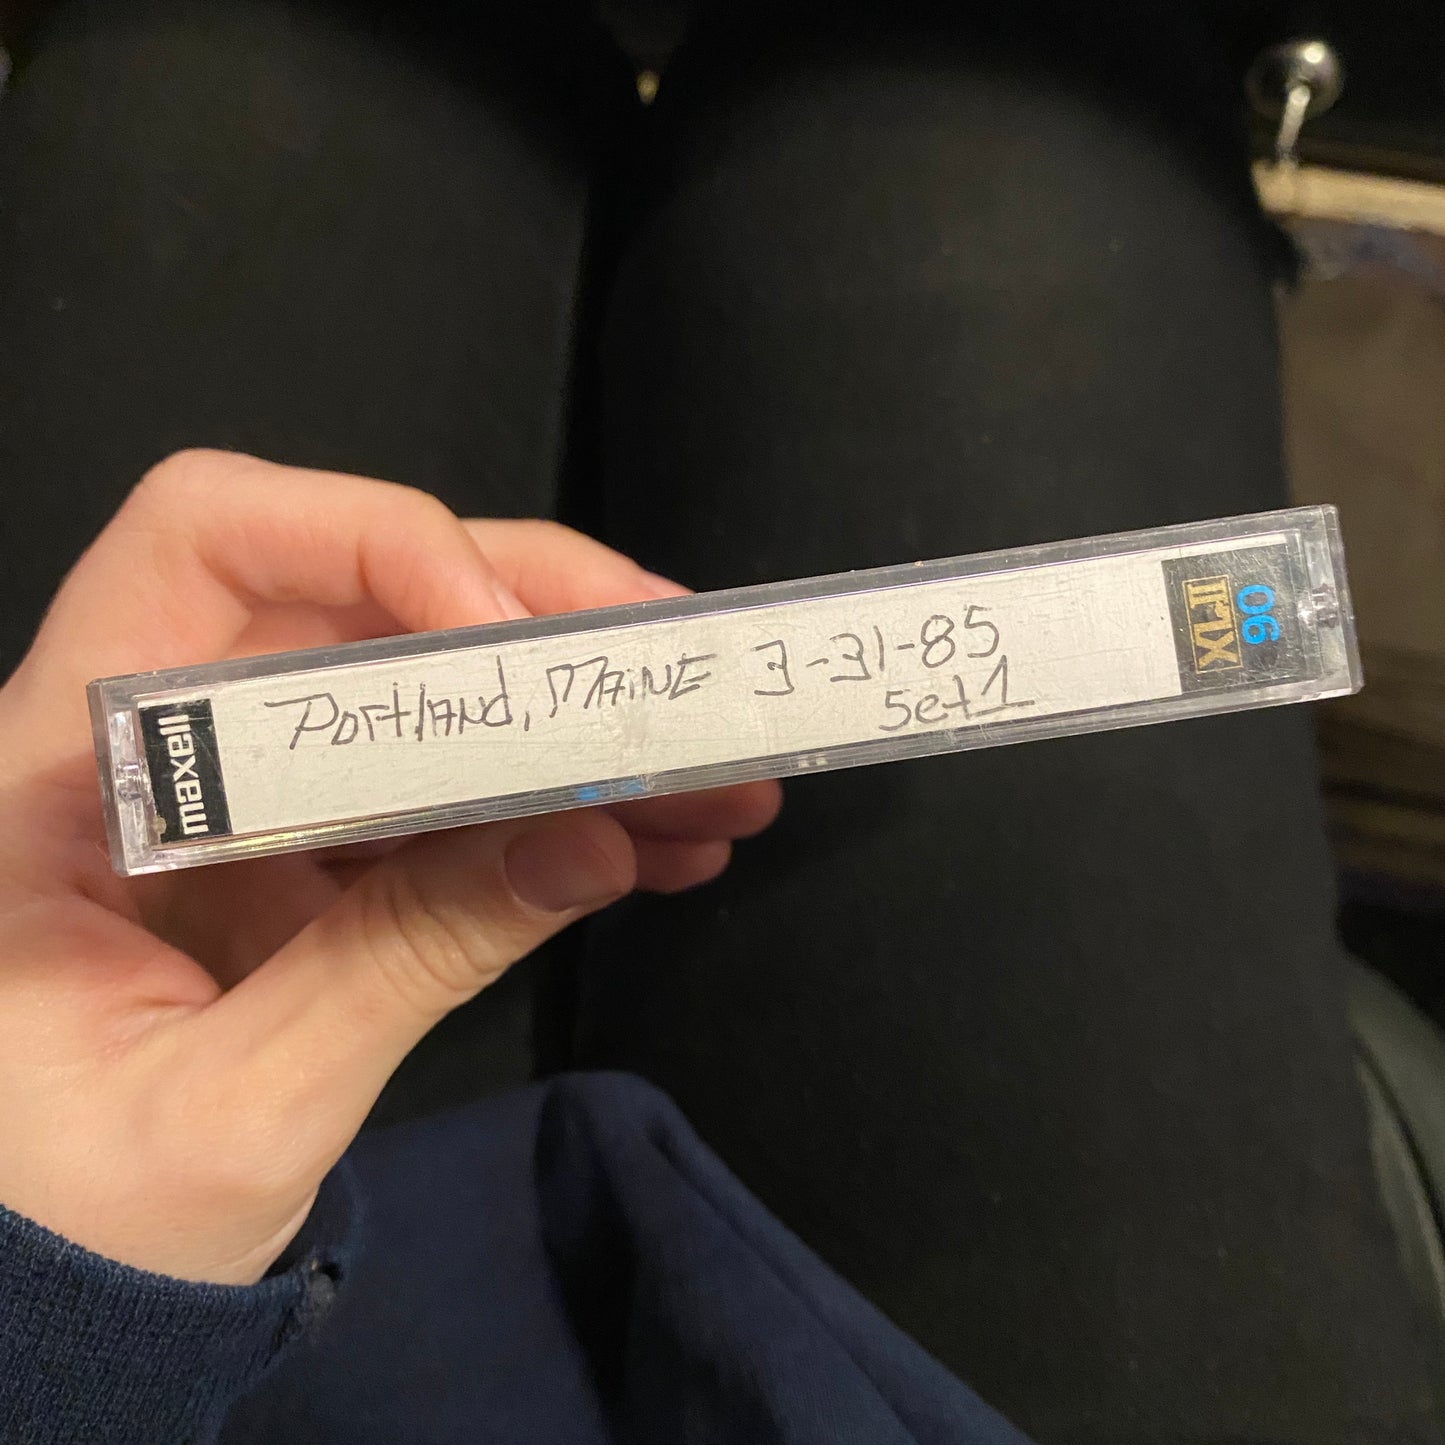 maxell
Portland, Maine 3-31-85
Set 1
XLII
90